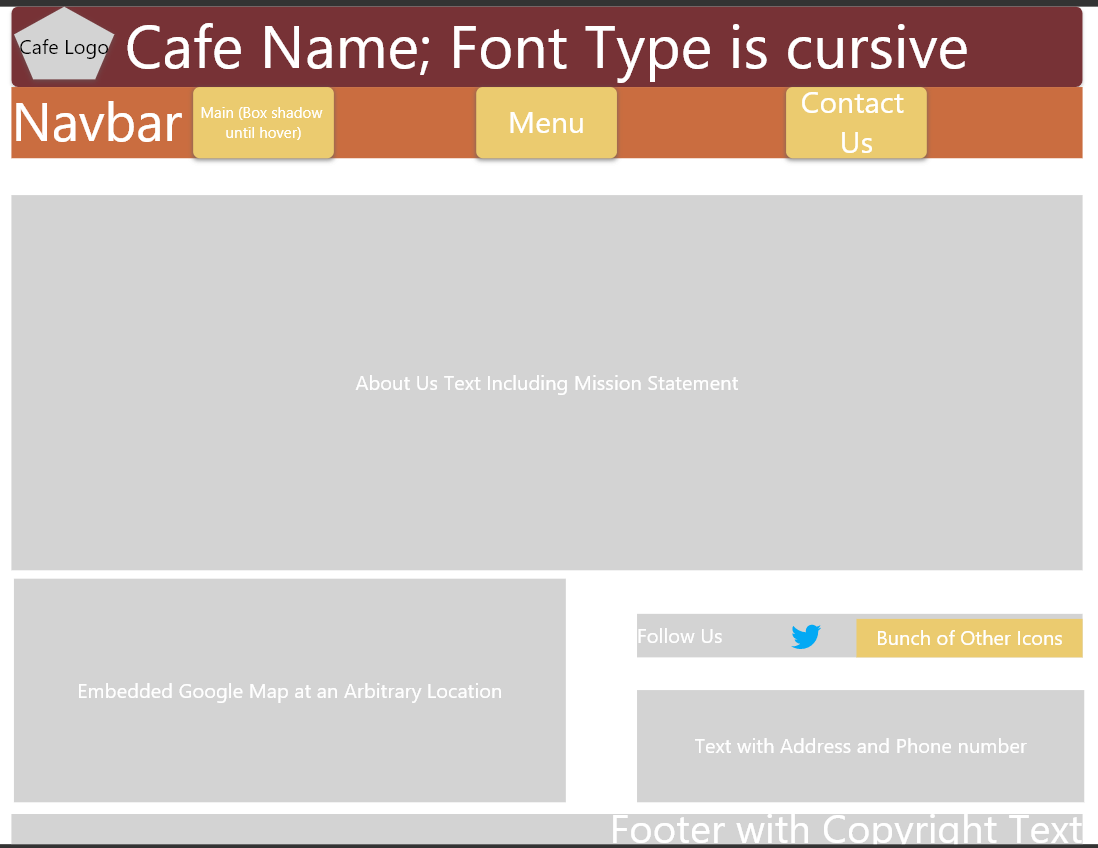 Cafe Logo
Cafe Name; Font Type is cursive
Navbar
Main (Box shadow
until hover)
Menu
Contact
Us
About Us Text Including Mission Statement
Embedded Google Map at an Arbitrary Location
Follow Us
Bunch of Other Icons
Text with Address and Phone number
Footer with Copyright Text